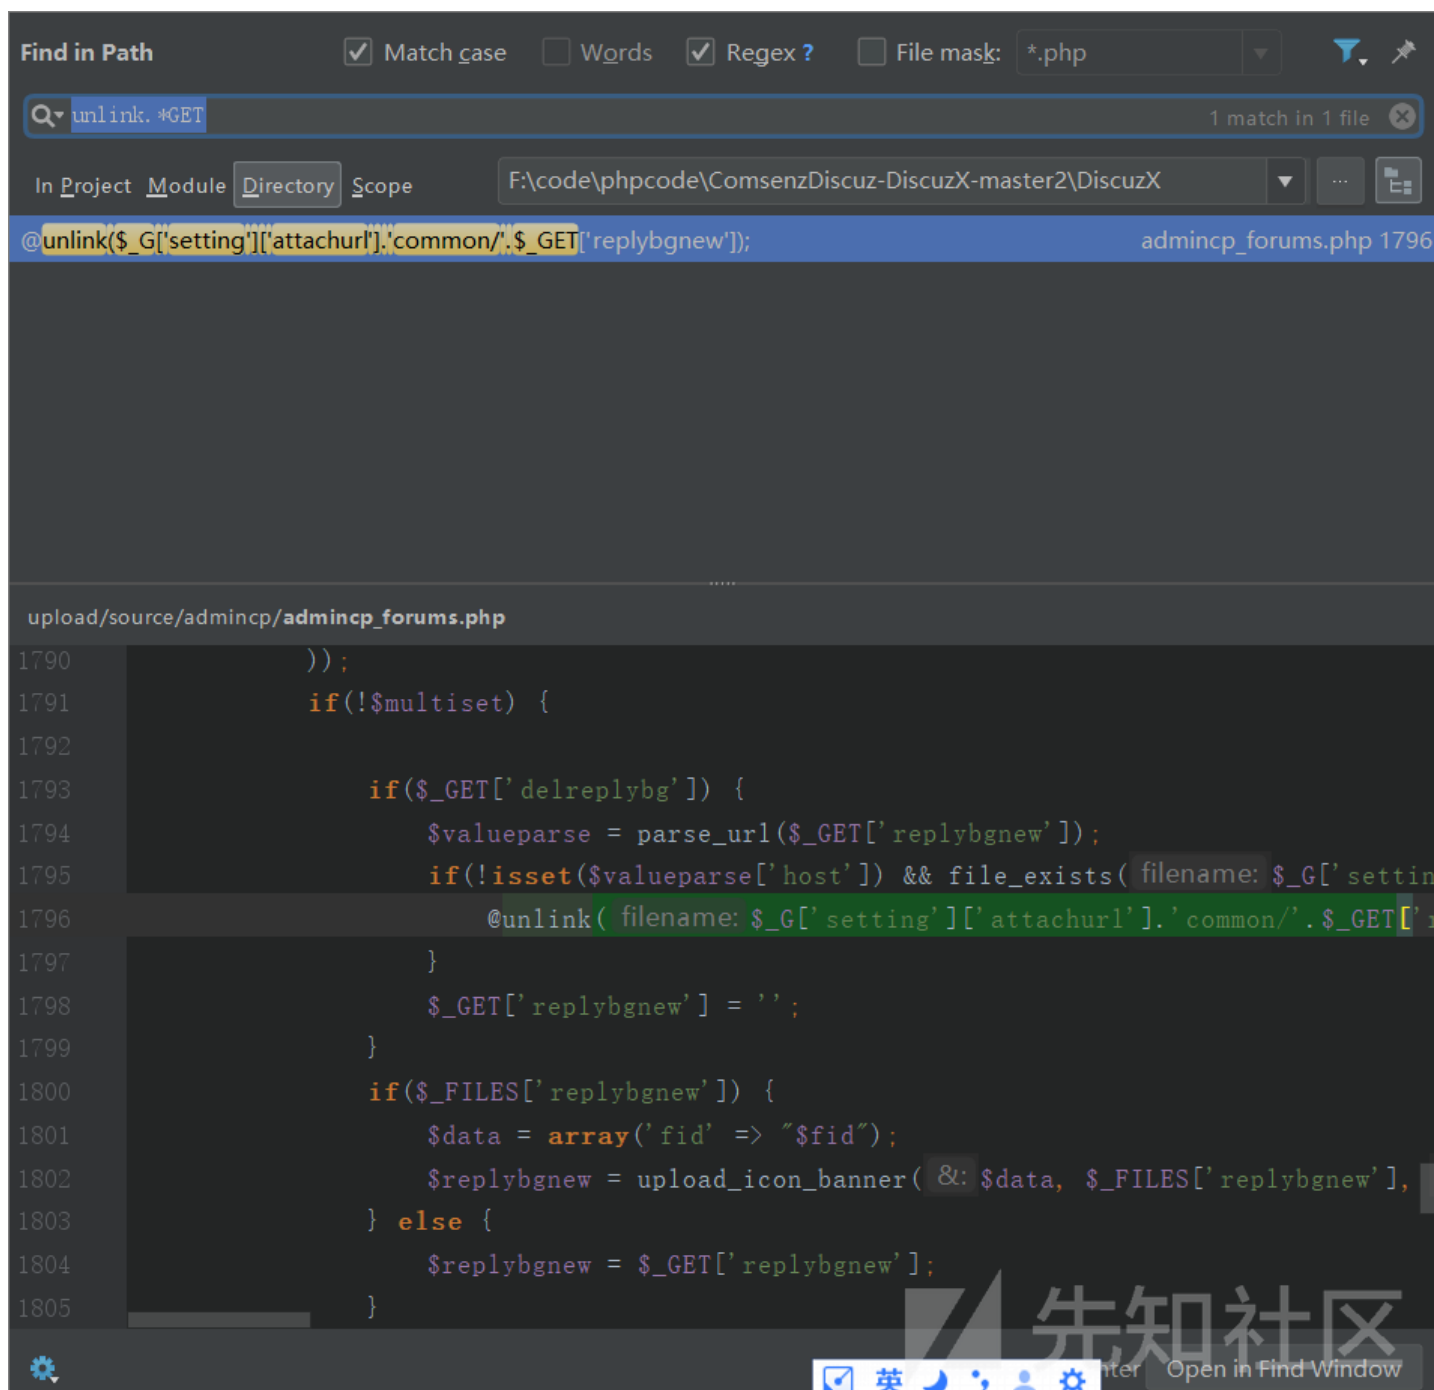 Find in Path Match case Words Regex ? File mask: *.php
unlink.*GET 1 match in 1 file
In Project Module Directory Scope F:\code\phpcode\ComsenzDiscuz-DiscuzX-master2\DiscuzX ...
@unlink($_G['setting']['attachurl'].'common/'.$_GET['replybgnew']); admincp_forums.php 1796
upload/source/admincp/admincp_forums.php
1790 ));
1791 if(!$multiset) {
1792
1793 if($_GET['delreplybg']) {
1794 $valueparse = parse_url($_GET['replybgnew']);
1795 if(!isset($valueparse['host']) && file_exists( filename: $_G['settin
1796 @unlink( filename: $_G['setting']['attachurl'].'common/'.$_GET['r
1797 }
1798 $_GET['replybgnew'] = '';
1799 }
1800 if($_FILES['replybgnew']) {
1801 $data = array('fid' => "$fid");
1802 $replybgnew = upload_icon_banner( &: $data, $_FILES['replybgnew'],
1803 } else {
1804 $replybgnew = $_GET['replybgnew'];
1805 }
先知社区
英 nter Open in Find Window